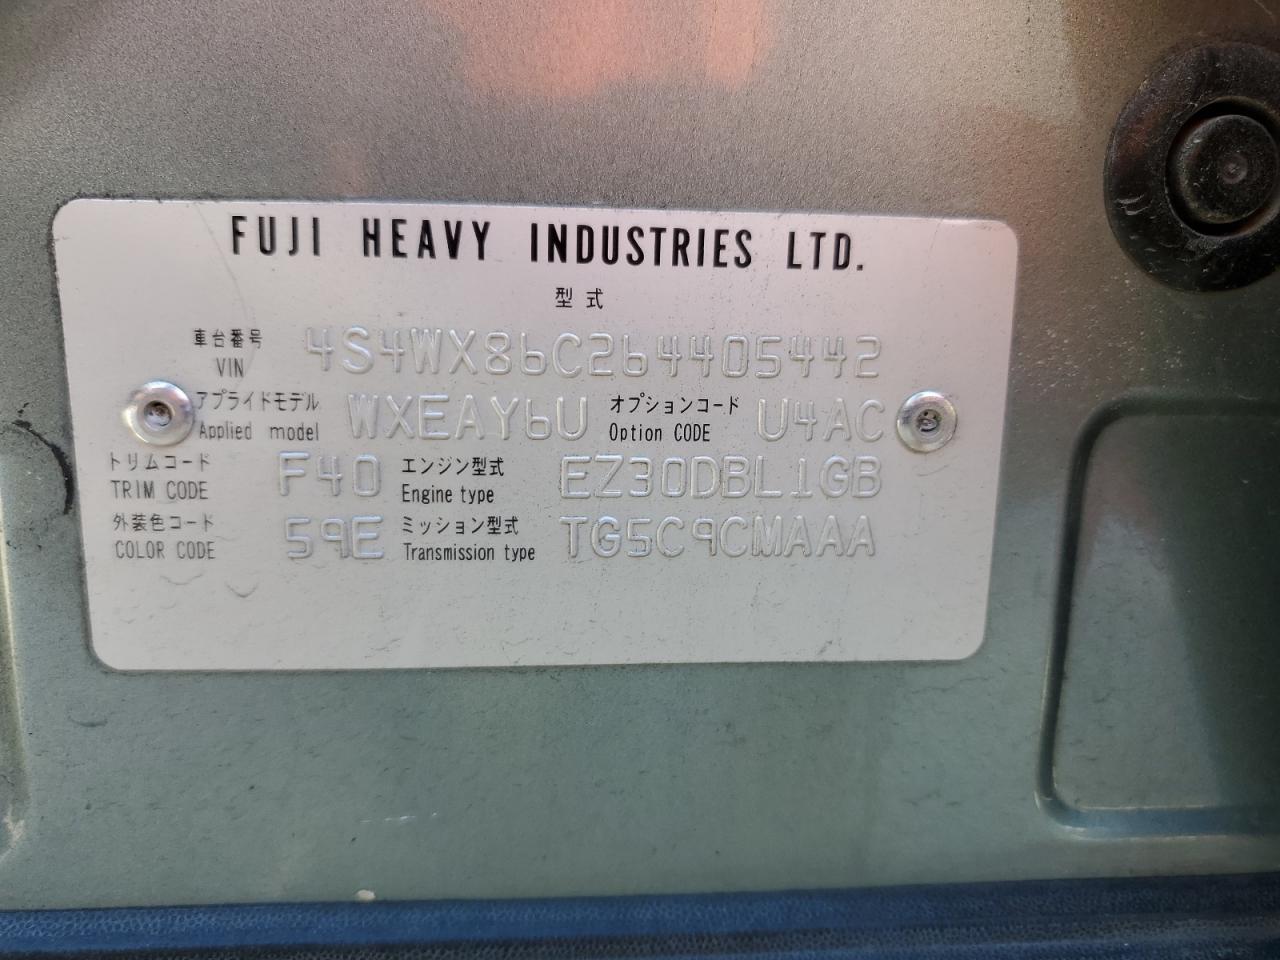 FUJI HEAVY INDUSTRIES LTD.
型式
車台番号
VIN 4S4WX86C264405442
アプライドモデル オプションコード
Applied model WXEAY6U Option CODE U4AC
トリムコード エンジン型式
TRIM CODE F40 Engine type EZ30DBL1GB
外装色コード ミッション型式
COLOR CODE 59E Transmission type TG5C9CMAAA